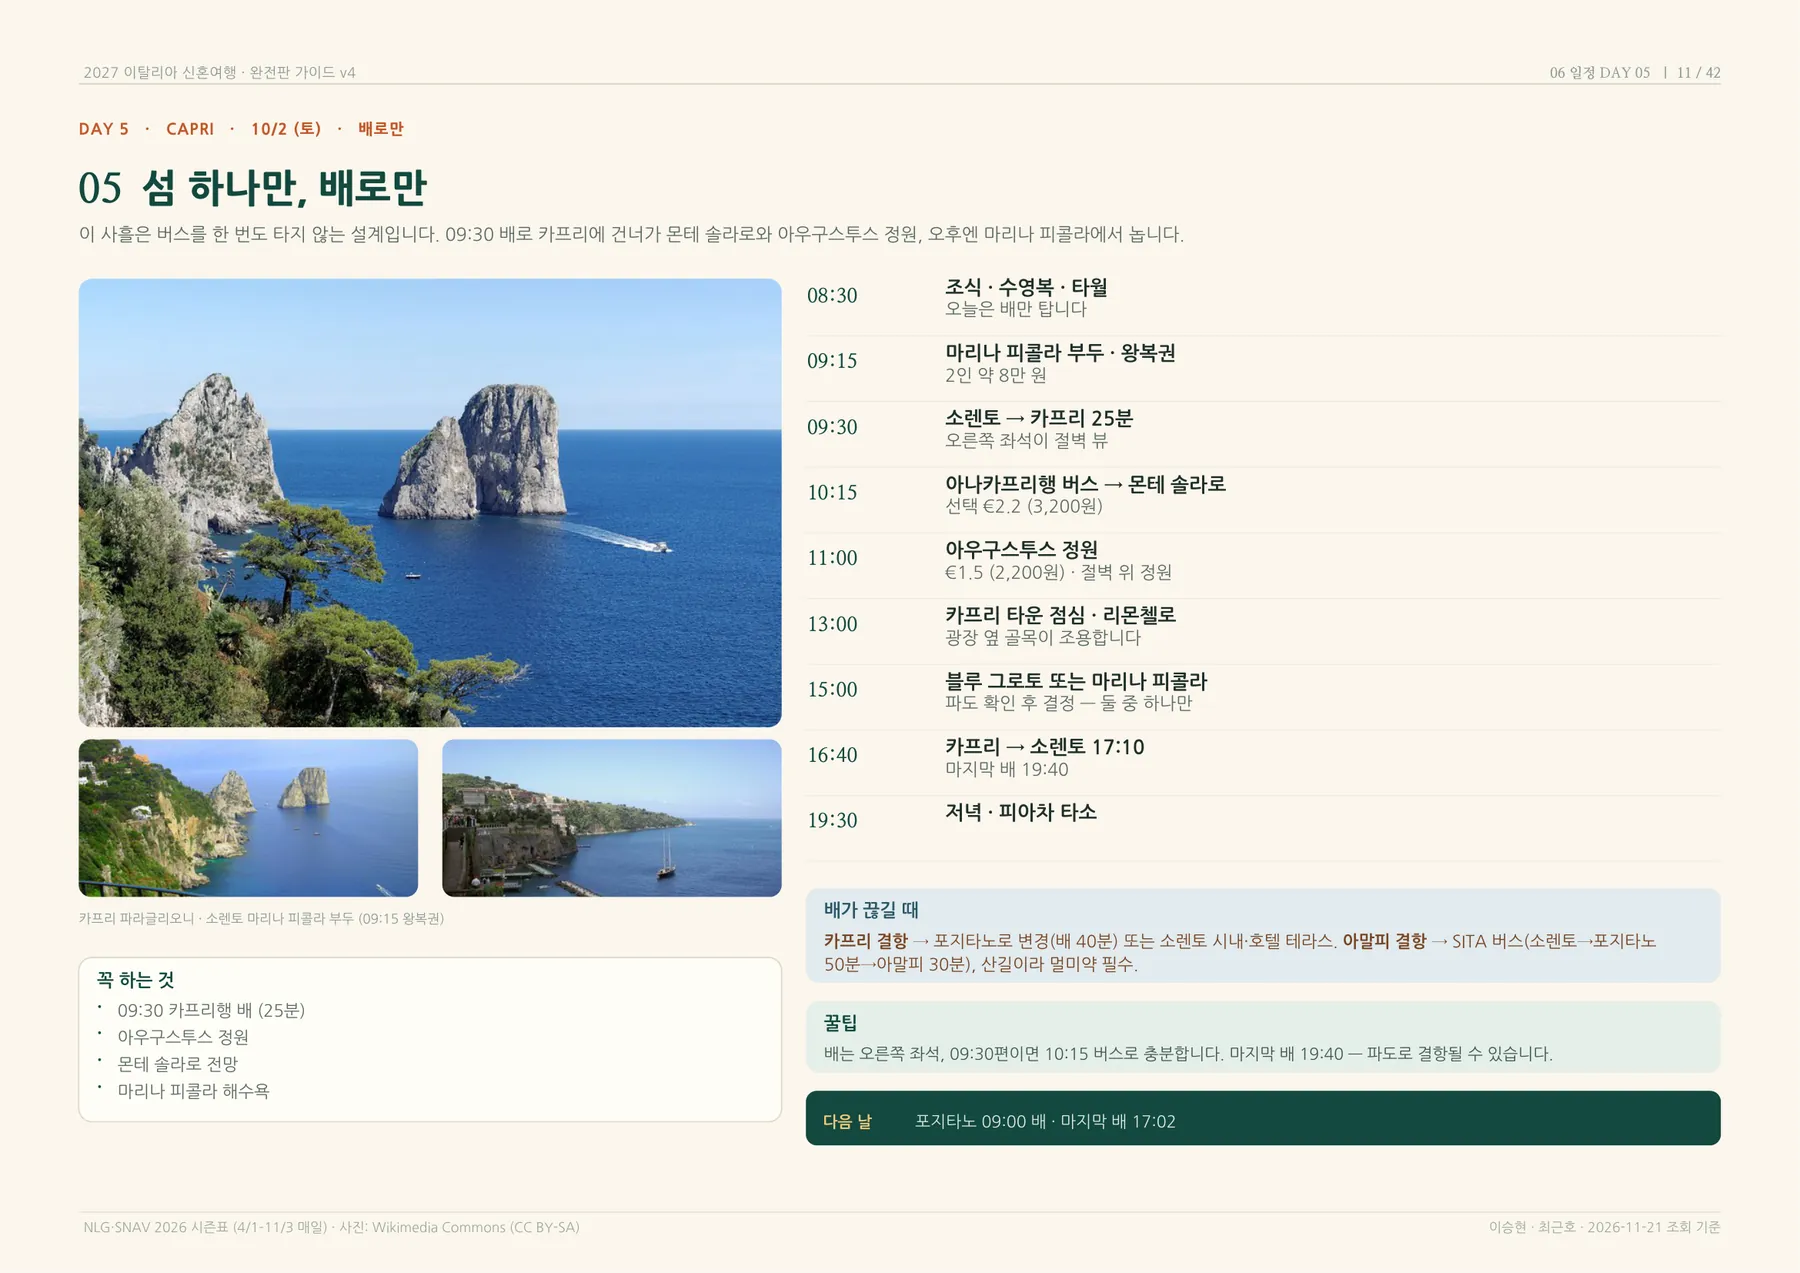 2027 이탈리아 신혼여행 · 완전판 가이드 v4
06 일정 DAY 05 | 11 / 42
DAY 5 · CAPRI · 10/2 (토) · 배로만
05 섬 하나만, 배로만
이 사흘은 버스를 한 번도 타지 않는 설계입니다. 09:30 배로 카프리에 건너가 몬테 솔라로와 아우구스투스 정원, 오후엔 마리나 피콜라에서 놉니다.
08:30 조식 · 수영복 · 타월
오늘은 배만 탑니다
09:15 마리나 피콜라 부두 · 왕복권
2인 약 8만 원
09:30 소렌토 → 카프리 25분
오른쪽 좌석이 절벽 뷰
10:15 아나카프리행 버스 → 몬테 솔라로
선택 €2.2 (3,200원)
11:00 아우구스투스 정원
€1.5 (2,200원) · 절벽 위 정원
13:00 카프리 타운 점심 · 리몬첼로
광장 옆 골목이 조용합니다
15:00 블루 그로토 또는 마리나 피콜라
파도 확인 후 결정 — 둘 중 하나만
16:40 카프리 → 소렌토 17:10
마지막 배 19:40
19:30 저녁 · 피아차 타소
카프리 파라글리오니 · 소렌토 마리나 피콜라 부두 (09:15 왕복권)
꼭 하는 것
· 09:30 카프리행 배 (25분)
· 아우구스투스 정원
· 몬테 솔라로 전망
· 마리나 피콜라 해수욕
배가 끊길 때
카프리 결항 → 포지타노로 변경(배 40분) 또는 소렌토 시내·호텔 테라스. 아말피 결항 → SITA 버스(소렌토→포지타노
50분→아말피 30분), 산길이라 멀미약 필수.
꿀팁
배는 오른쪽 좌석, 09:30편이면 10:15 버스로 충분합니다. 마지막 배 19:40 — 파도로 결항될 수 있습니다.
다음 날 포지타노 09:00 배 · 마지막 배 17:02
NLG·SNAV 2026 시즌표 (4/1-11/3 매일) · 사진: Wikimedia Commons (CC BY-SA)
이승현 · 최근호 · 2026-11-21 조회 기준